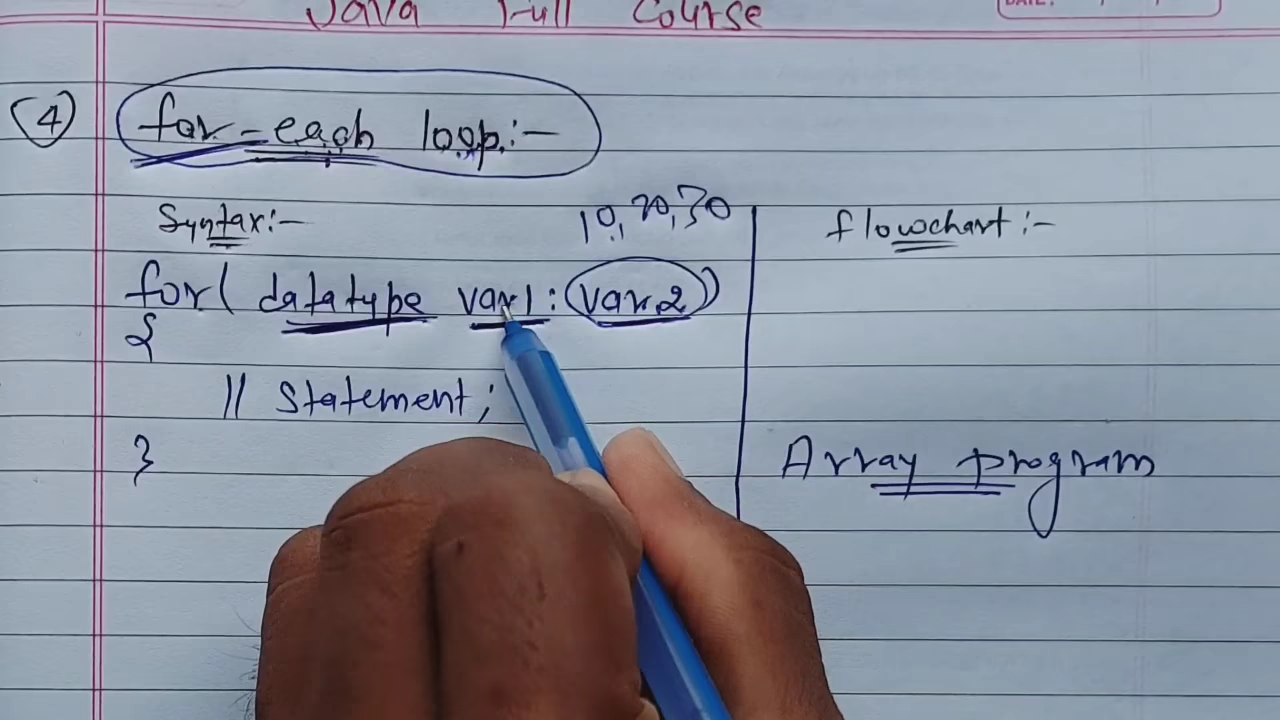 Java Full Course
DATE:
4
for-each loop:-
Syntax:-
10, 20, 30
for( datatype var1:(var2))
{
// Statement;
}
flowchart:-
Array program